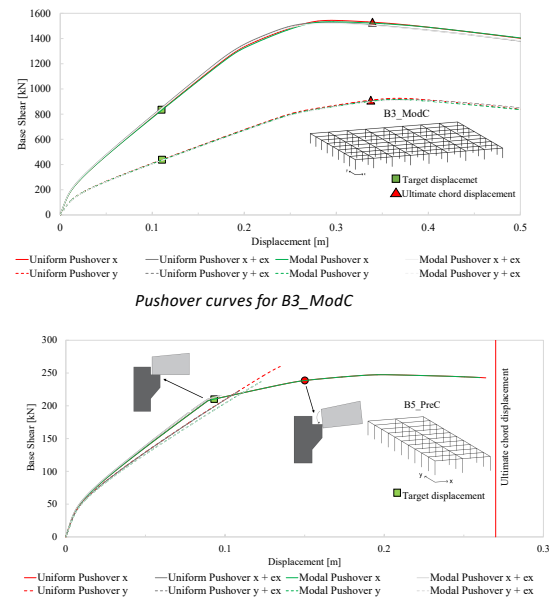 1600
1400
1200
1000
800
600
400
200
0
Base Shear [kN]
B3_ModC
Target displacemet
Ultimate chord displacement
0 0.1 0.2 0.3 0.4 0.5
Displacement [m]
Uniform Pushover x Uniform Pushover x + ex Modal Pushover x Modal Pushover x + ex
Uniform Pushover y Uniform Pushover y + ex Modal Pushover y Modal Pushover y + ex
Pushover curves for B3_ModC
300
250
200
150
100
50
0
Base Shear [kN]
B5_PreC
y
x
Target displacement
Ultimate chord displacement
0 0.1 0.2 0.3
Displacement [m]
Uniform Pushover x Uniform Pushover x + ex Modal Pushover x Modal Pushover x + ex
Uniform Pushover y Uniform Pushover y + ex Modal Pushover y Modal Pushover y + ex